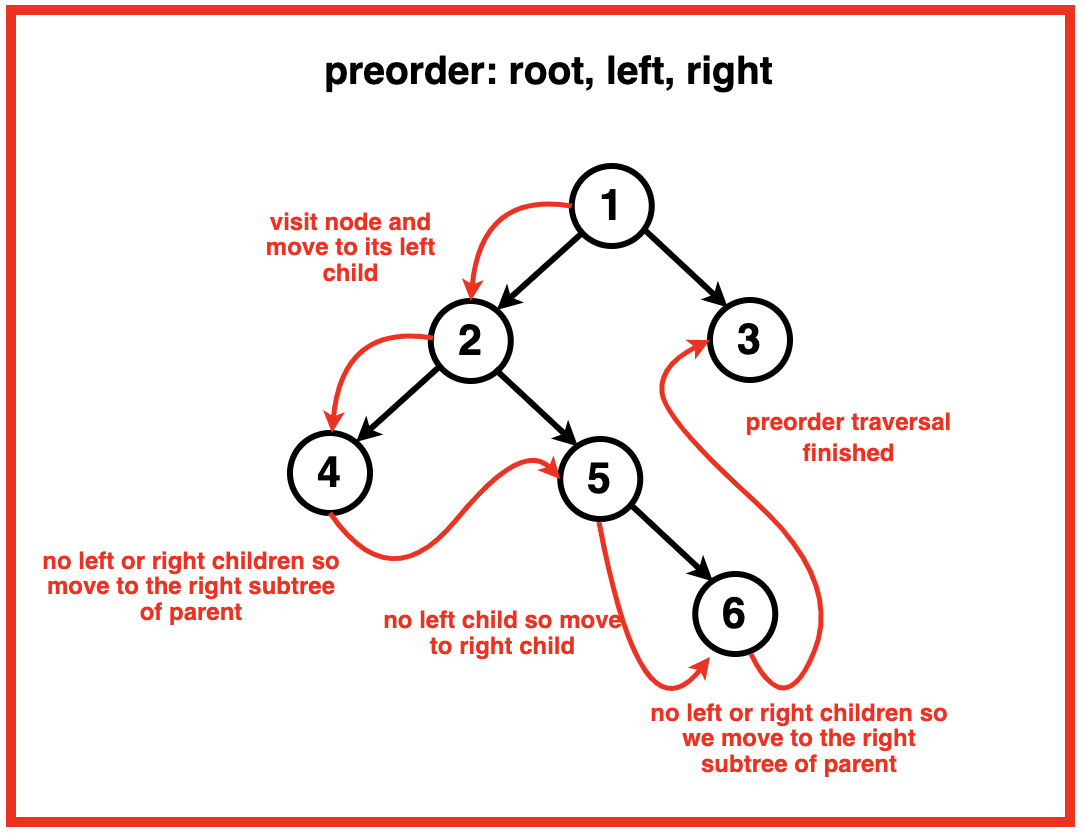 preorder: root, left, right
1
visit node and
move to its left
child
2
3
preorder traversal
finished
4
5
no left or right children so
move to the right subtree
of parent
no left child so move
to right child
6
no left or right children so
we move to the right
subtree of parent